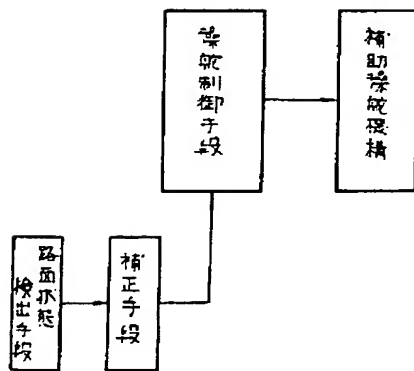 操舵制御手段
補助操舵機構
路面状態
検出手段
補正手段